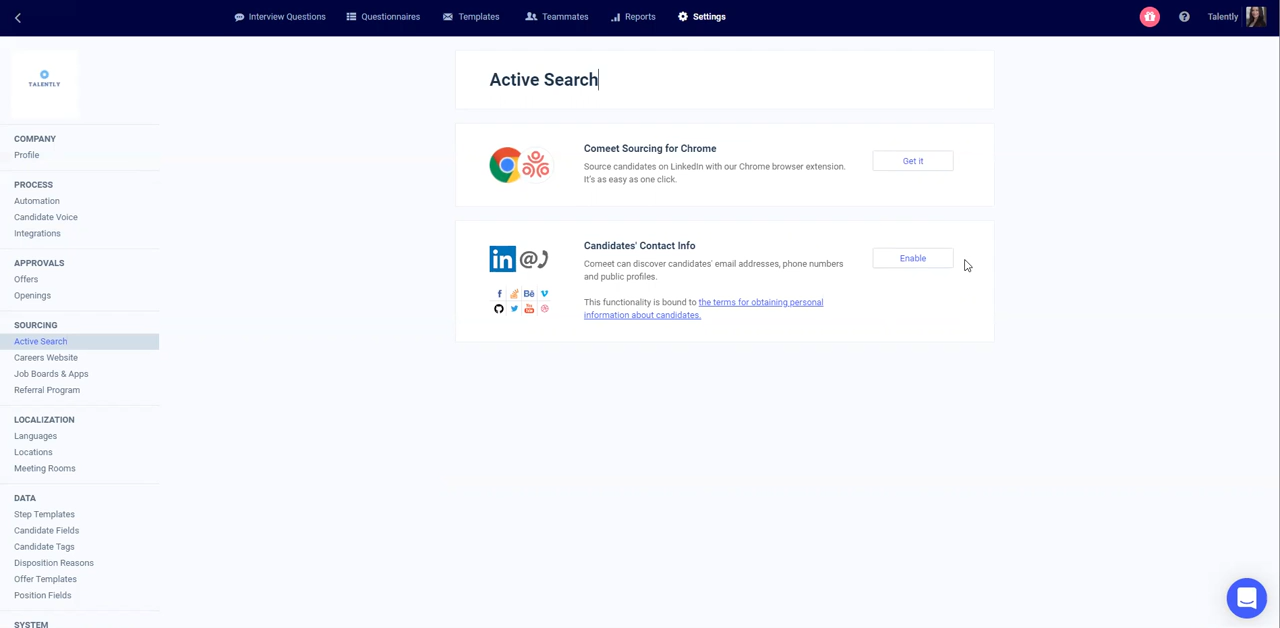 Interview Questions
Questionnaires
Templates
Teammates
Reports
Settings
Talently
TALENTLY
COMPANY
Profile
PROCESS
Automation
Candidate Voice
Integrations
APPROVALS
Offers
Openings
SOURCING
Active Search
Careers Website
Job Boards & Apps
Referral Program
LOCALIZATION
Languages
Locations
Meeting Rooms
DATA
Step Templates
Candidate Fields
Candidate Tags
Disposition Reasons
Offer Templates
Position Fields
SYSTEM
Active Search
Comeet Sourcing for Chrome
Source candidates on LinkedIn with our Chrome browser extension.
It's as easy as one click.
Get it
in @
f Bē
You
Candidates' Contact Info
Comeet can discover candidates' email addresses, phone numbers
and public profiles.
This functionality is bound to the terms for obtaining personal
information about candidates.
Enable